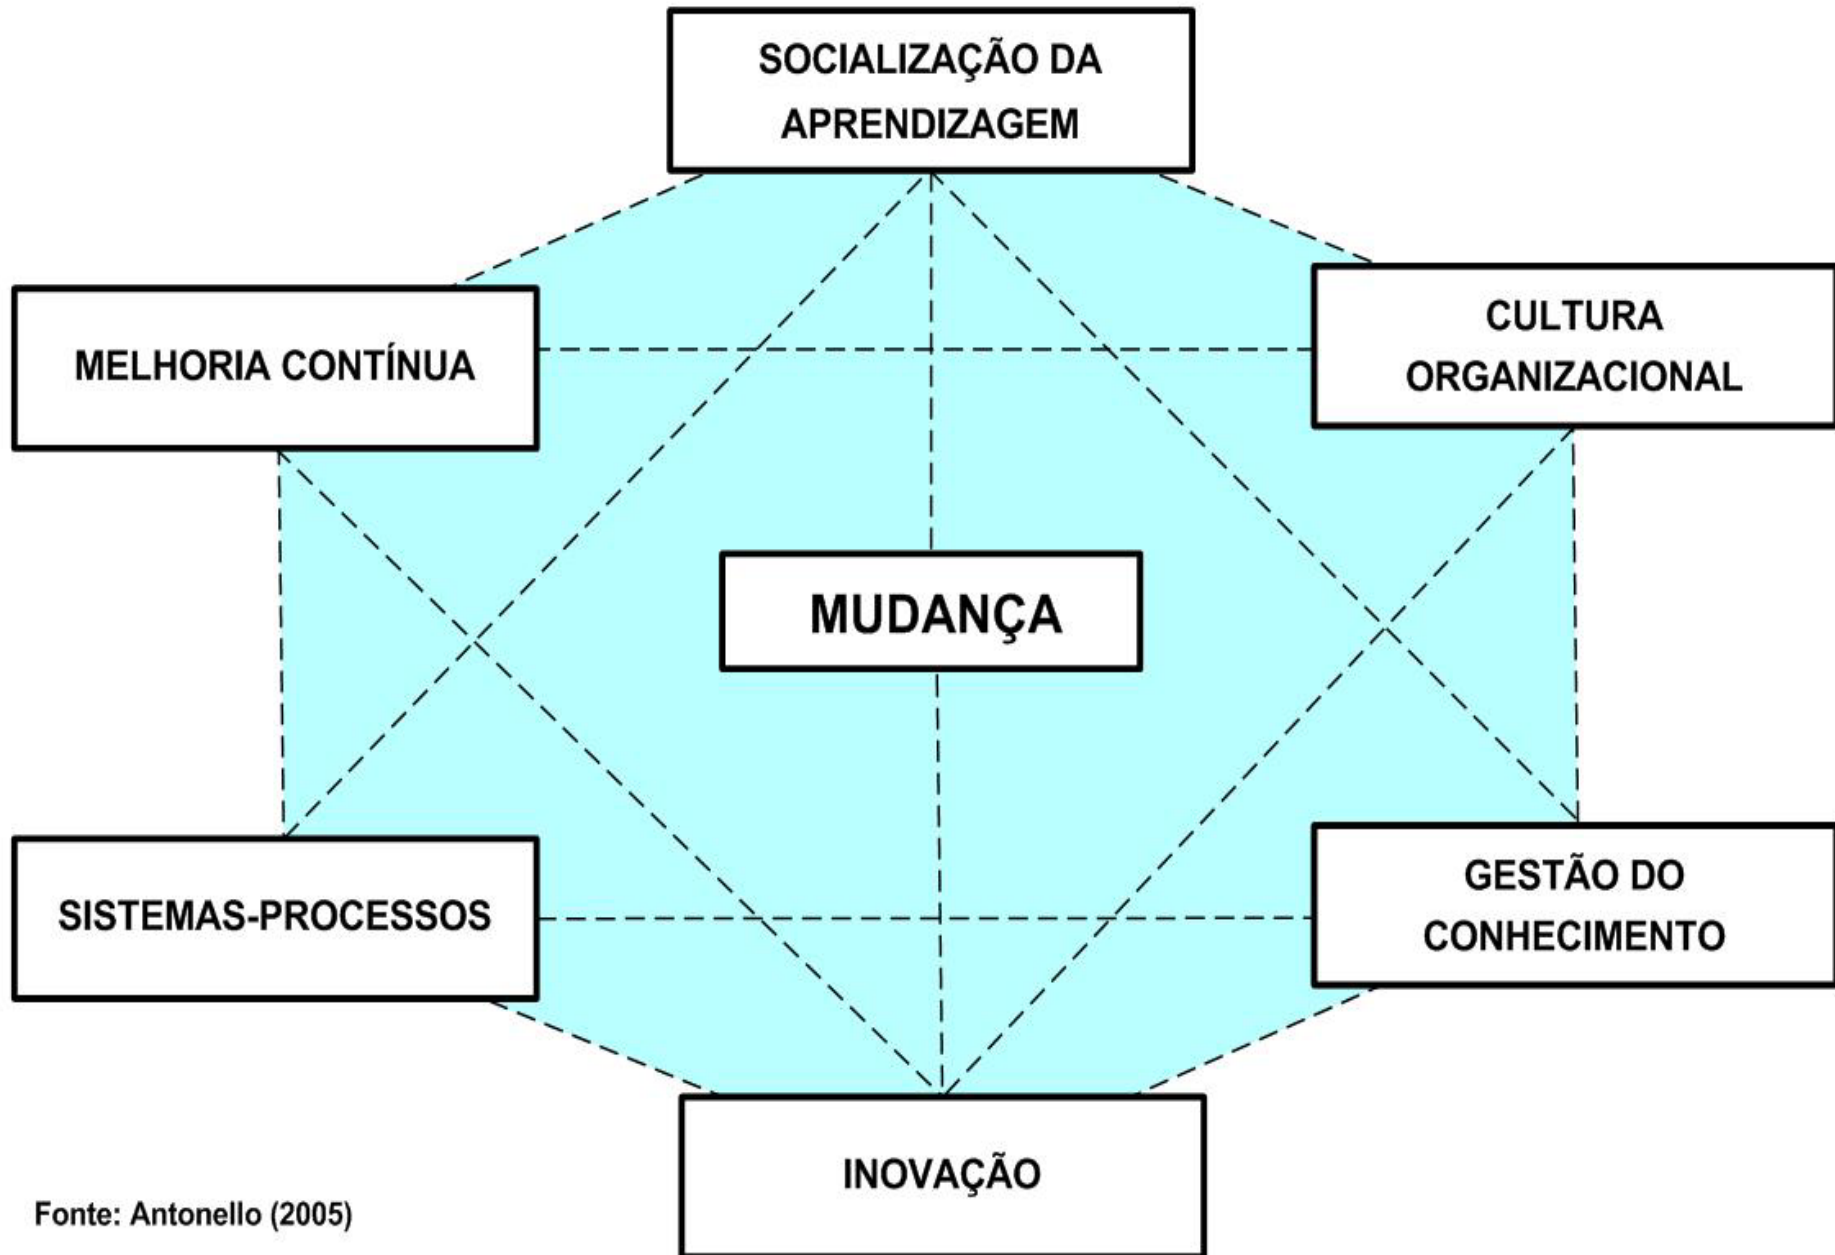 SOCIALIZAÇÃO DA
APRENDIZAGEM
CULTURA
ORGANIZACIONAL
MELHORIA CONTÍNUA
MUDANÇA
SISTEMAS-PROCESSOS
GESTÃO DO
CONHECIMENTO
INOVAÇÃO
Fonte: Antonello (2005)